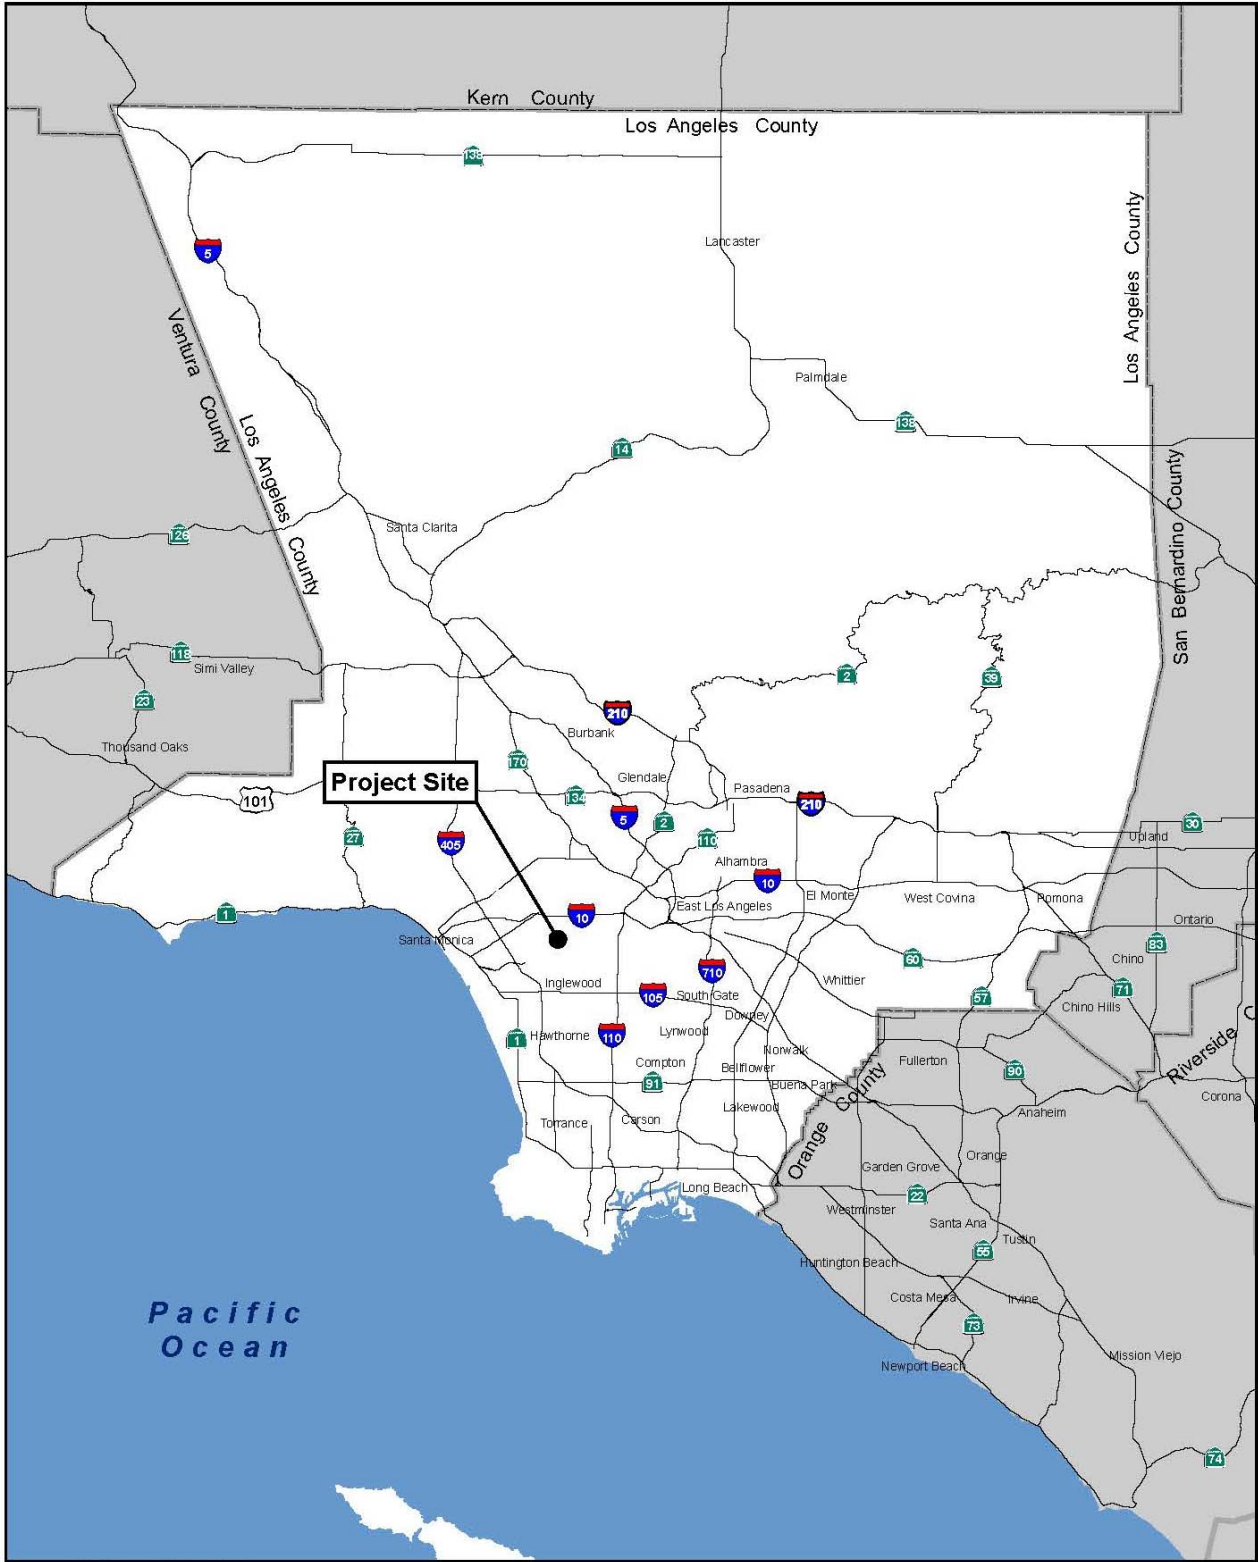 Kern County
Los Angeles County
138
Los Angeles County
Lancaster
5
Ventura County
Palmdale
138
Los Angeles County
14
San Bernardino County
Santa Clarita
126
118
Simi Valley
2
39
23
210
Burbank
Thousand Oaks
170
Project Site
Glendale
Pasadena
101
134
210
5
2
30
27
405
110
Upland
Alhambra
10
El Monte
West Covina
Pomona
East Los Angeles
1
10
Ontario
Santa Monica
83
Chino
60
710
Whittier
Inglewood
105
South Gate
57
71
Chino Hills
Downey
1
Hawthorne
110
Lynwood
Norwalk
Compton
Bellflower
Fullerton
90
Riverside C
91
Buena Park
Orange County
Corona
Lakewood
Anaheim
Torrance
Carson
Orange
Garden Grove
Long Beach
22
Westminster
Santa Ana
Tustin
55
Huntington Beach
Costa Mesa
Irvine
Pacific
Ocean
73
Newport Beach
Mission Viejo
74